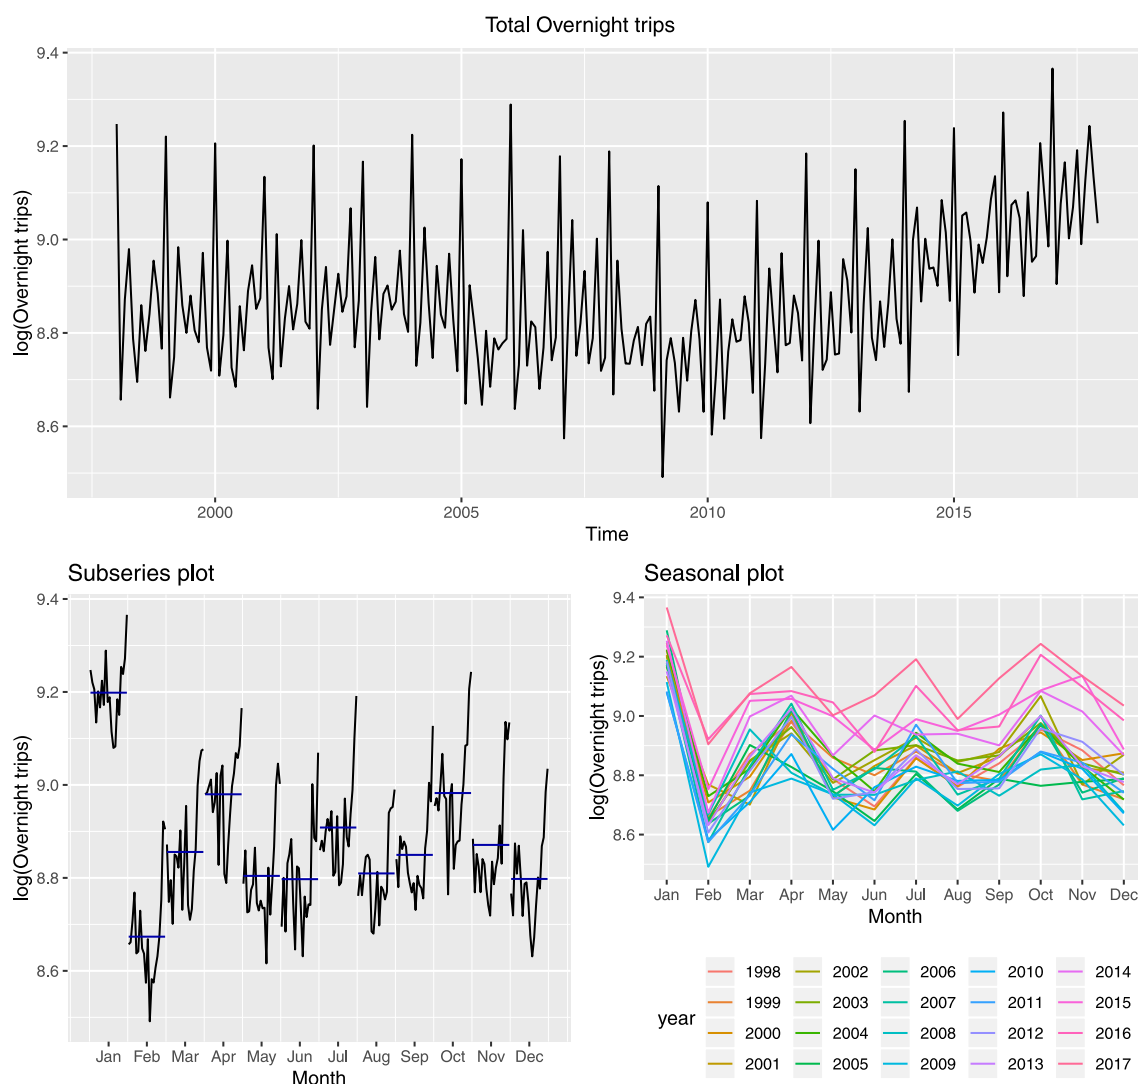 Total Overnight trips
log(Overnight trips)
9.4
9.2
9.0
8.8
8.6
2000 2005 2010 2015
Time
Subseries plot
log(Overnight trips)
9.4
9.2
9.0
8.8
8.6
Jan Feb Mar Apr May Jun Jul Aug Sep Oct Nov Dec
Month
Seasonal plot
log(Overnight trips)
9.4
9.2
9.0
8.8
8.6
Jan Feb Mar Apr May Jun Jul Aug Sep Oct Nov Dec
Month
year
1998 2002 2006 2010 2014
1999 2003 2007 2011 2015
2000 2004 2008 2012 2016
2001 2005 2009 2013 2017